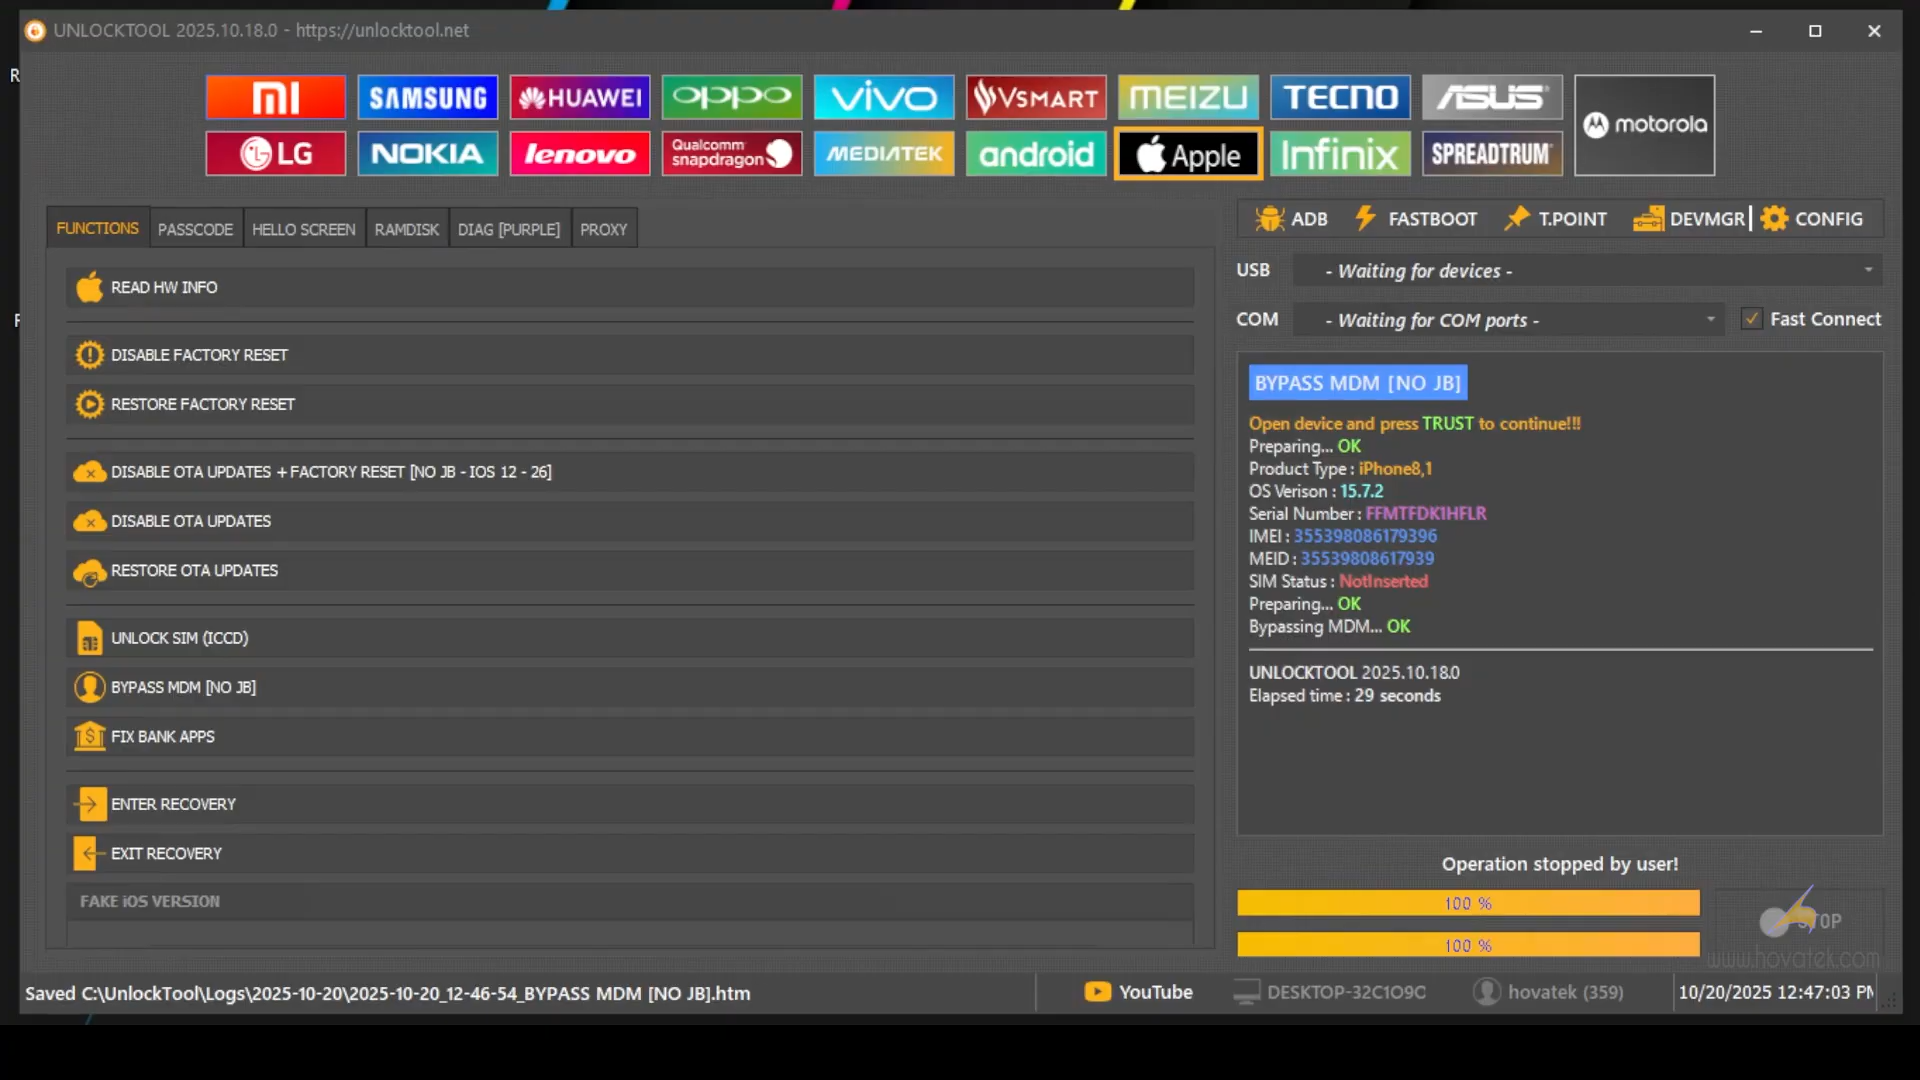 UNLOCKTOOL 2025.10.18.0 - https://unlocktool.net
MI SAMSUNG HUAWEI oppo vivo VSMART MEIZU TECNO ASUS motorola
LG NOKIA lenovo Qualcomm snapdragon MEDIATEK android Apple Infinix SPREADTRUM
FUNCTIONS PASSCODE HELLO SCREEN RAMDISK DIAG [PURPLE] PROXY
READ HW INFO
DISABLE FACTORY RESET
RESTORE FACTORY RESET
DISABLE OTA UPDATES + FACTORY RESET [NO JB - IOS 12 - 26]
DISABLE OTA UPDATES
RESTORE OTA UPDATES
UNLOCK SIM (ICCD)
BYPASS MDM [NO JB]
FIX BANK APPS
ENTER RECOVERY
EXIT RECOVERY
FAKE iOS VERSION
ADB FASTBOOT T.POINT DEVMGR CONFIG
USB - Waiting for devices -
COM - Waiting for COM ports - Fast Connect
BYPASS MDM [NO JB]
Open device and press TRUST to continue!!!
Preparing... OK
Product Type : iPhone8,1
OS Verison : 15.7.2
Serial Number : FFMTFDK1HFLR
IMEI : 355398086179396
MEID : 35539808617939
SIM Status : NotInserted
Preparing... OK
Bypassing MDM... OK
UNLOCKTOOL 2025.10.18.0
Elapsed time : 29 seconds
Operation stopped by user!
100 %
STOP
100 %
www.hovatek.com
Saved C:\UnlockTool\Logs\2025-10-20\2025-10-20_12-46-54_BYPASS MDM [NO JB].htm
YouTube
hovatek (359)
10/20/2025 12:47:03 PM